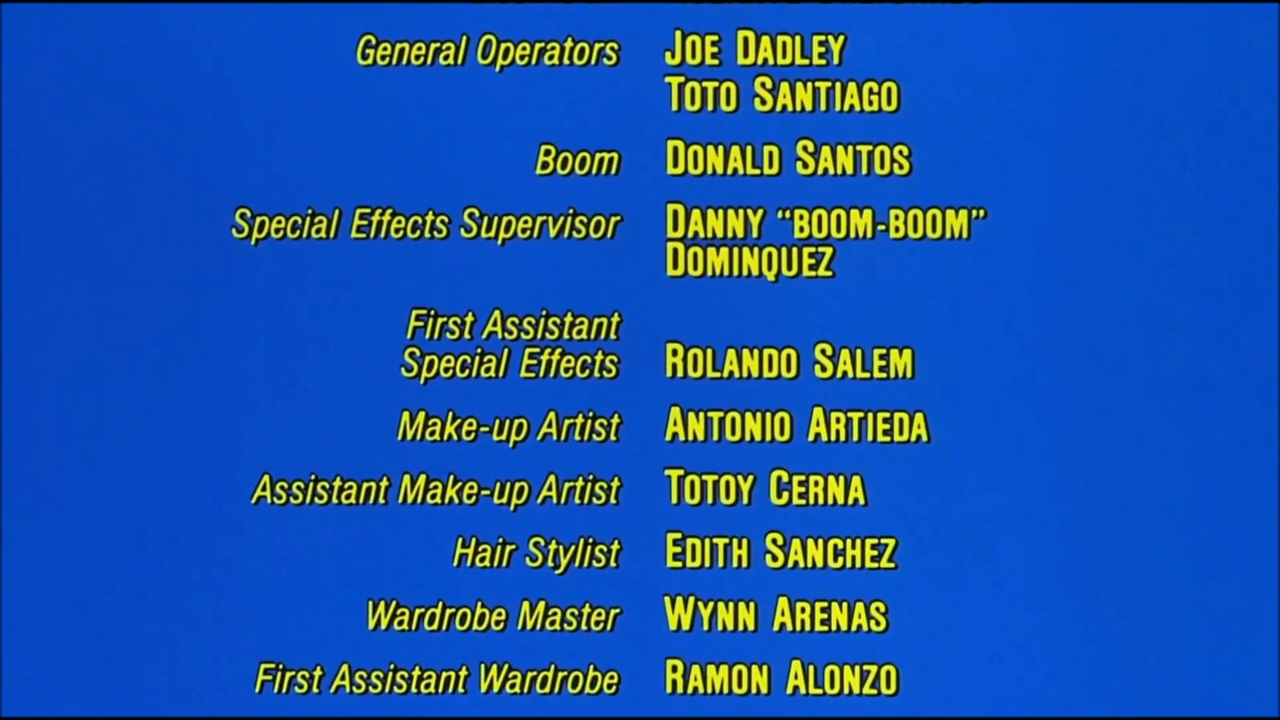 General Operators JOE DADLEY
TOTO SANTIAGO
Boom DONALD SANTOS
Special Effects Supervisor DANNY “BOOM-BOOM”
DOMINQUEZ
First Assistant
Special Effects ROLANDO SALEM
Make-up Artist ANTONIO ARTIEDA
Assistant Make-up Artist TOTOY CERNA
Hair Stylist EDITH SANCHEZ
Wardrobe Master WYNN ARENAS
First Assistant Wardrobe RAMON ALONZO